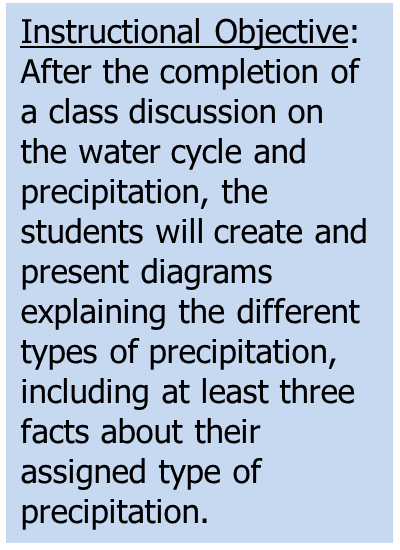 Instructional Objective:
After the completion of
a class discussion on
the water cycle and
precipitation, the
students will create and
present diagrams
explaining the different
types of precipitation,
including at least three
facts about their
assigned type of
precipitation.